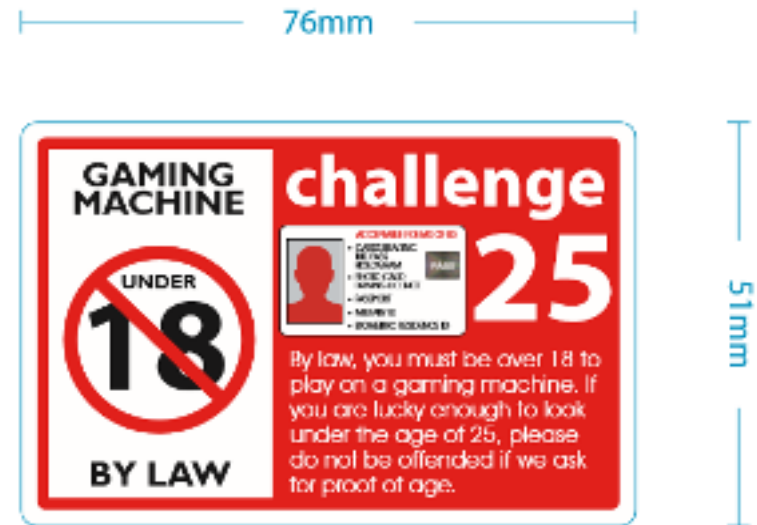 76mm
GAMING
MACHINE
UNDER
18
BY LAW
challenge
25
PASS
PASSPORT
By law, you must be over 18 to
play on a gaming machine. If
you are lucky enough to look
under the age of 25, please
do not be offended if we ask
for proof of age.
51mm